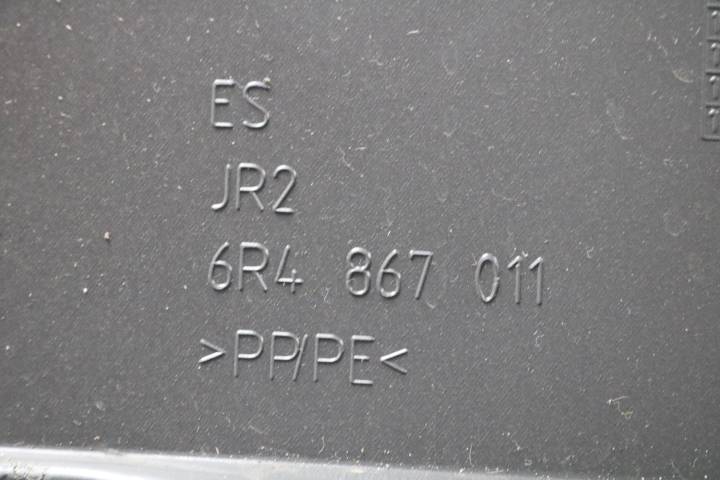 ES
JR2
6R4 867 011
>PP/PE<